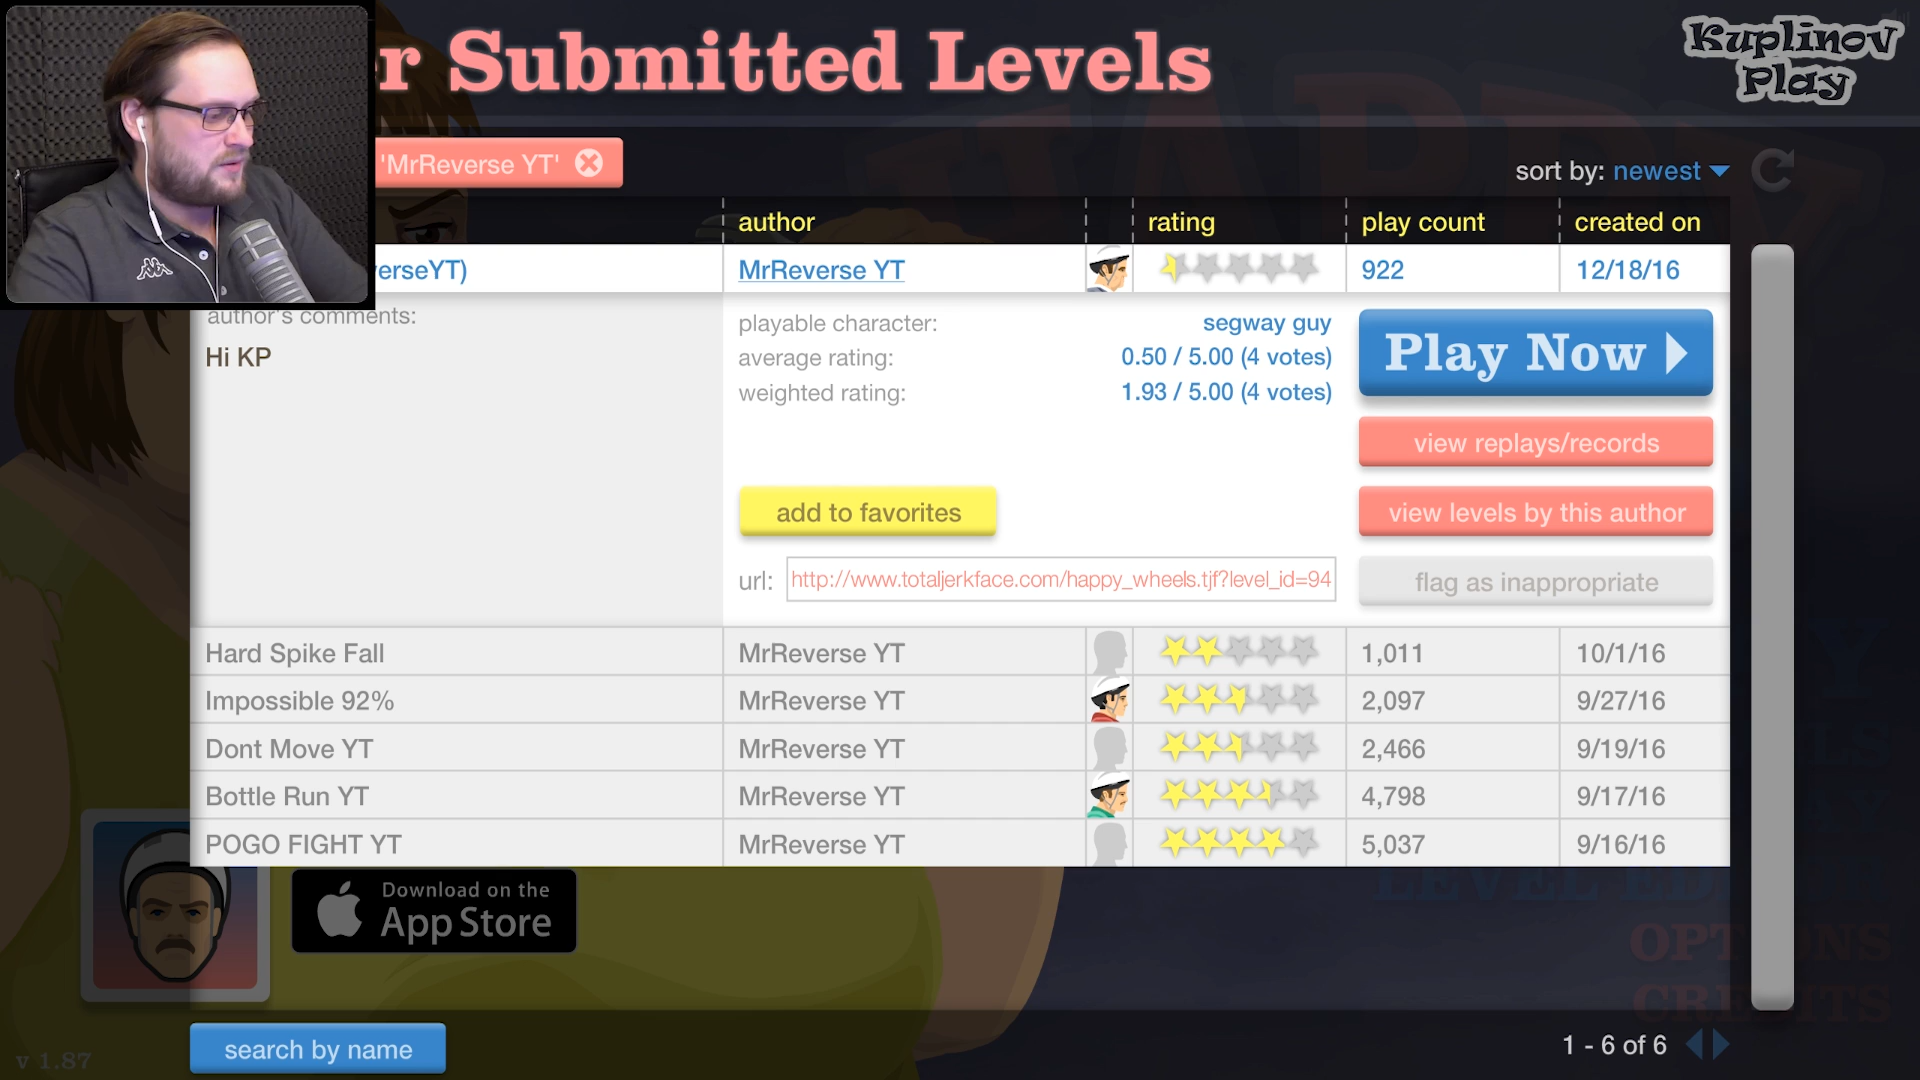 r Submitted Levels
Kuplinov
Play
'MrReverse YT'
sort by: newest
author
rating
play count
created on
erseYT)
MrReverse YT
922
12/18/16
author's comments:
Hi KP
playable character: segway guy
average rating: 0.50 / 5.00 (4 votes)
weighted rating: 1.93 / 5.00 (4 votes)
Play Now
view replays/records
add to favorites
view levels by this author
url: http://www.totaljerkface.com/happy_wheels.tjf?level_id=94
flag as inappropriate
Hard Spike Fall MrReverse YT 1,011 10/1/16
Impossible 92% MrReverse YT 2,097 9/27/16
Dont Move YT MrReverse YT 2,466 9/19/16
Bottle Run YT MrReverse YT 4,798 9/17/16
POGO FIGHT YT MrReverse YT 5,037 9/16/16
Download on the
App Store
LEVEL EDITOR
OPTIONS
CREDITS
v 1.87
search by name
1 - 6 of 6